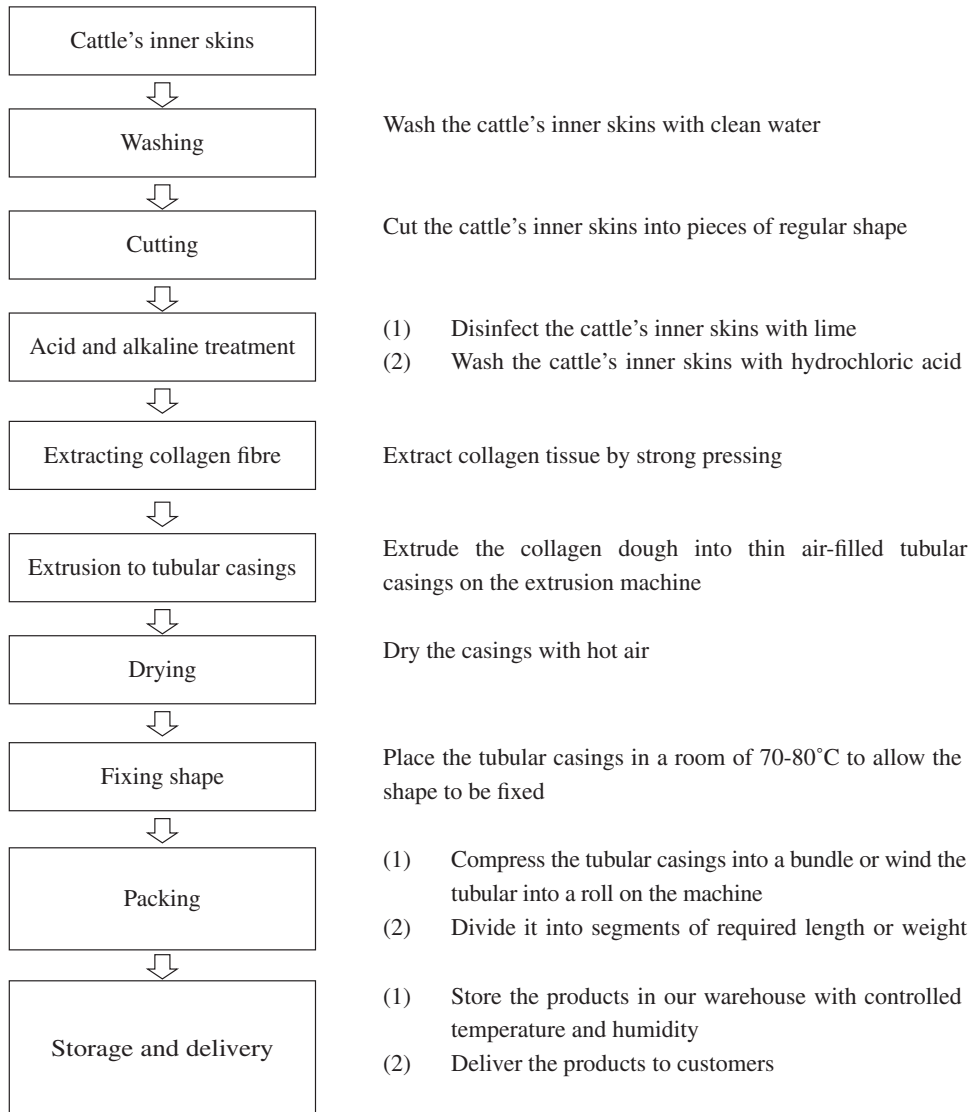 Cattle’s inner skins
Washing
Wash the cattle’s inner skins with clean water
Cutting
Cut the cattle’s inner skins into pieces of regular shape
Acid and alkaline treatment
(1) Disinfect the cattle’s inner skins with lime
(2) Wash the cattle’s inner skins with hydrochloric acid
Extracting collagen fibre
Extract collagen tissue by strong pressing
Extrusion to tubular casings
Extrude the collagen dough into thin air-filled tubular
casings on the extrusion machine
Drying
Dry the casings with hot air
Fixing shape
Place the tubular casings in a room of 70-80˚C to allow the
shape to be fixed
Packing
(1) Compress the tubular casings into a bundle or wind the
tubular into a roll on the machine
(2) Divide it into segments of required length or weight
Storage and delivery
(1) Store the products in our warehouse with controlled
temperature and humidity
(2) Deliver the products to customers